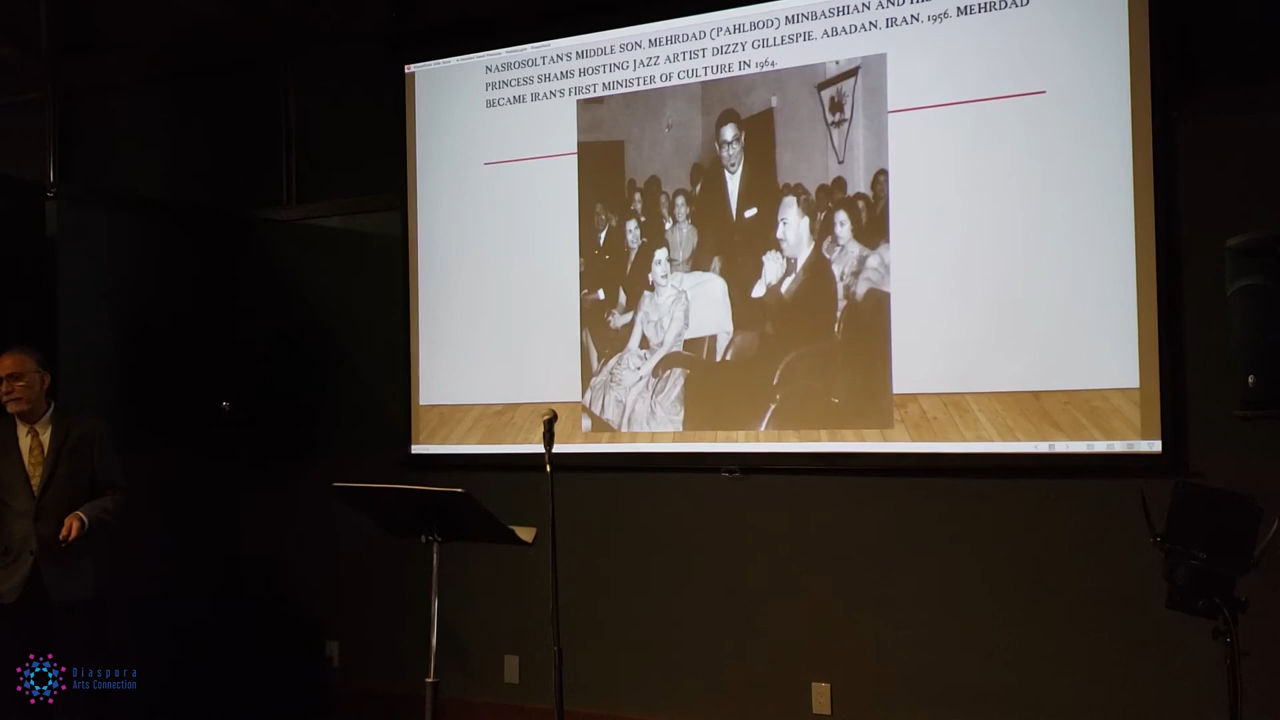 NASROSOLTAN'S MIDDLE SON, MEHRDAD (PAHLBOD) MINBASHIAN AND
PRINCESS SHAMS HOSTING JAZZ ARTIST DIZZY GILLESPIE, ABADAN, IRAN, 1956. MEHRDAD
BECAME IRAN'S FIRST MINISTER OF CULTURE IN 1964.
Diaspora
Arts Connection